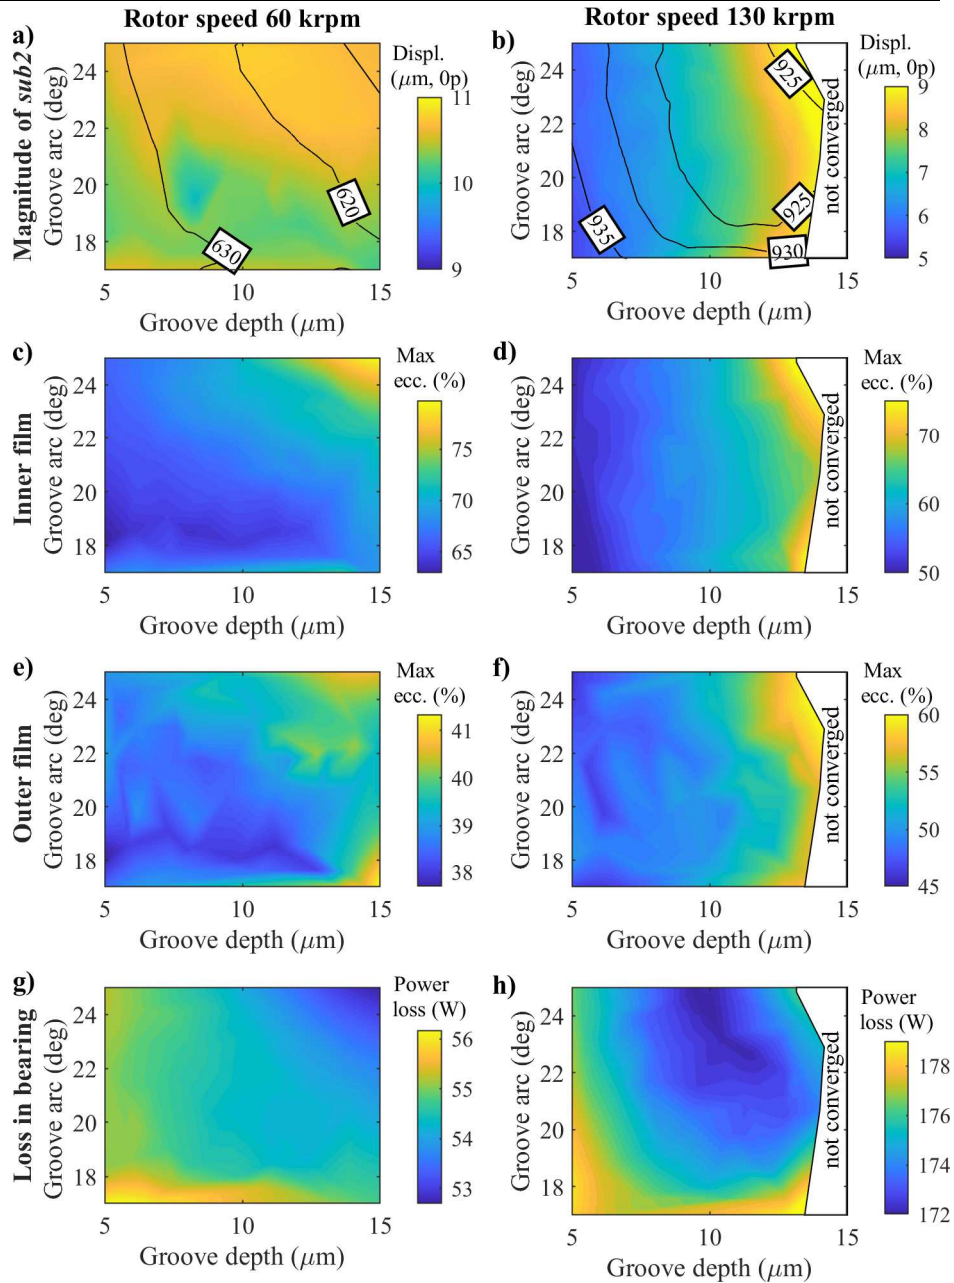 Rotor speed 60 krpm
Rotor speed 130 krpm
a)
Magnitude of sub2
Groove arc (deg)
24
22
20
18
5
10
15
Groove depth (μm)
630
620
Displ.
(μm, 0p)
11
10
9
b)
Groove arc (deg)
24
22
20
18
5
10
15
Groove depth (μm)
935
925
925
930
not converged
Displ.
(μm, 0p)
9
8
7
6
5
c)
Inner film
Groove arc (deg)
24
22
20
18
5
10
15
Groove depth (μm)
Max
ecc. (%)
75
70
65
d)
Groove arc (deg)
24
22
20
18
5
10
15
Groove depth (μm)
not converged
Max
ecc. (%)
70
60
50
e)
Outer film
Groove arc (deg)
24
22
20
18
5
10
15
Groove depth (μm)
Max
ecc. (%)
41
40
39
38
f)
Groove arc (deg)
24
22
20
18
5
10
15
Groove depth (μm)
not converged
Max
ecc. (%)
60
55
50
45
g)
Loss in bearing
Groove arc (deg)
24
22
20
18
5
10
15
Groove depth (μm)
Power
loss (W)
56
55
54
53
h)
Groove arc (deg)
24
22
20
18
5
10
15
Groove depth (μm)
not converged
Power
loss (W)
178
176
174
172